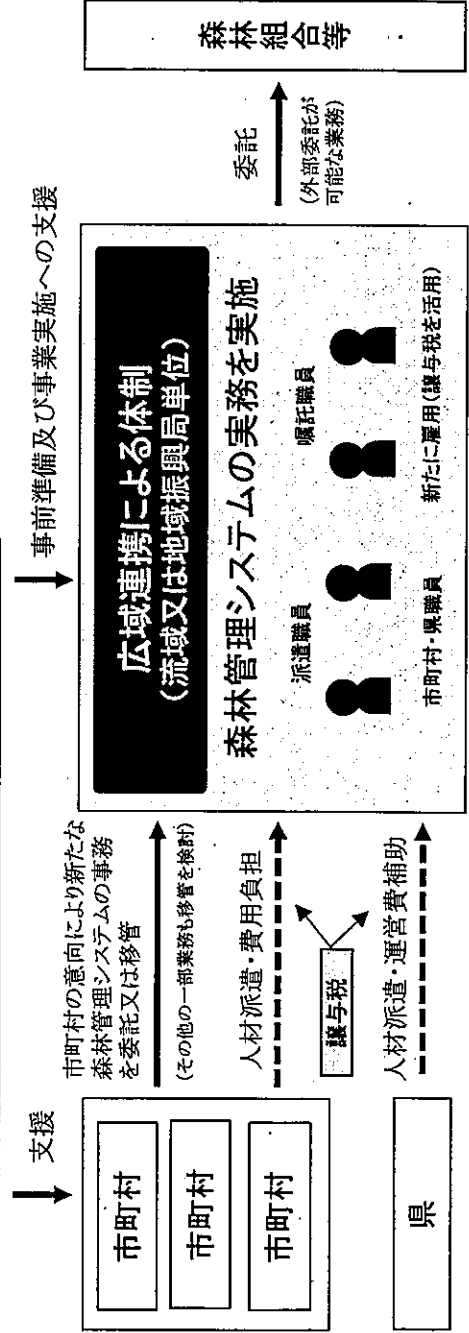 支援
事前準備及び事業実施への支援
市町村
市町村
市町村
県
市町村の意向により新たな
森林管理システムの事務
を委託又は移管
(その他の一部業務も移管を検討)
人材派遣・費用負担
譲与税
人材派遣・運営費補助
広域連携による体制
(流域又は地域振興局単位)
森林管理システムの実務を実施
派遣職員
嘱託職員
市町村・県職員
新たに雇用(譲与税を活用)
委託
(外部委託が
可能な業務)
森林組合等